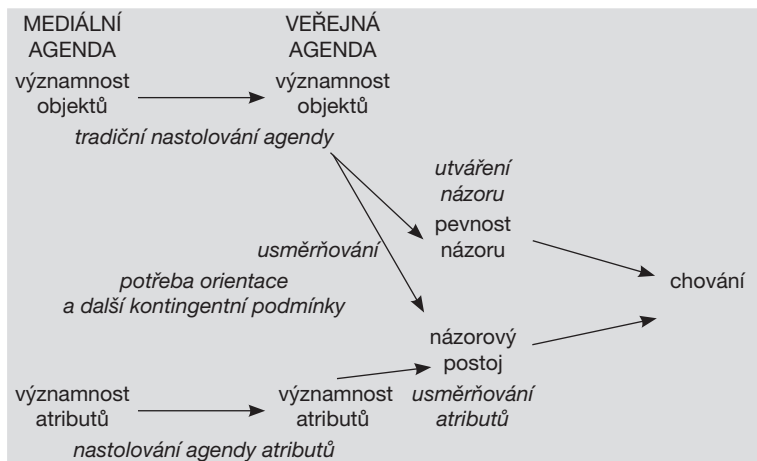 MEDIÁLNÍ
AGENDA
VEŘEJNÁ
AGENDA
významnost
objektů
významnost
objektů
tradiční nastolování agendy
utváření
názoru
pevnost
názoru
usměrňování
potřeba orientace
a další kontingentní podmínky
chování
názorový
postoj
usměrňování
atributů
významnost
atributů
významnost
atributů
nastolování agendy atributů